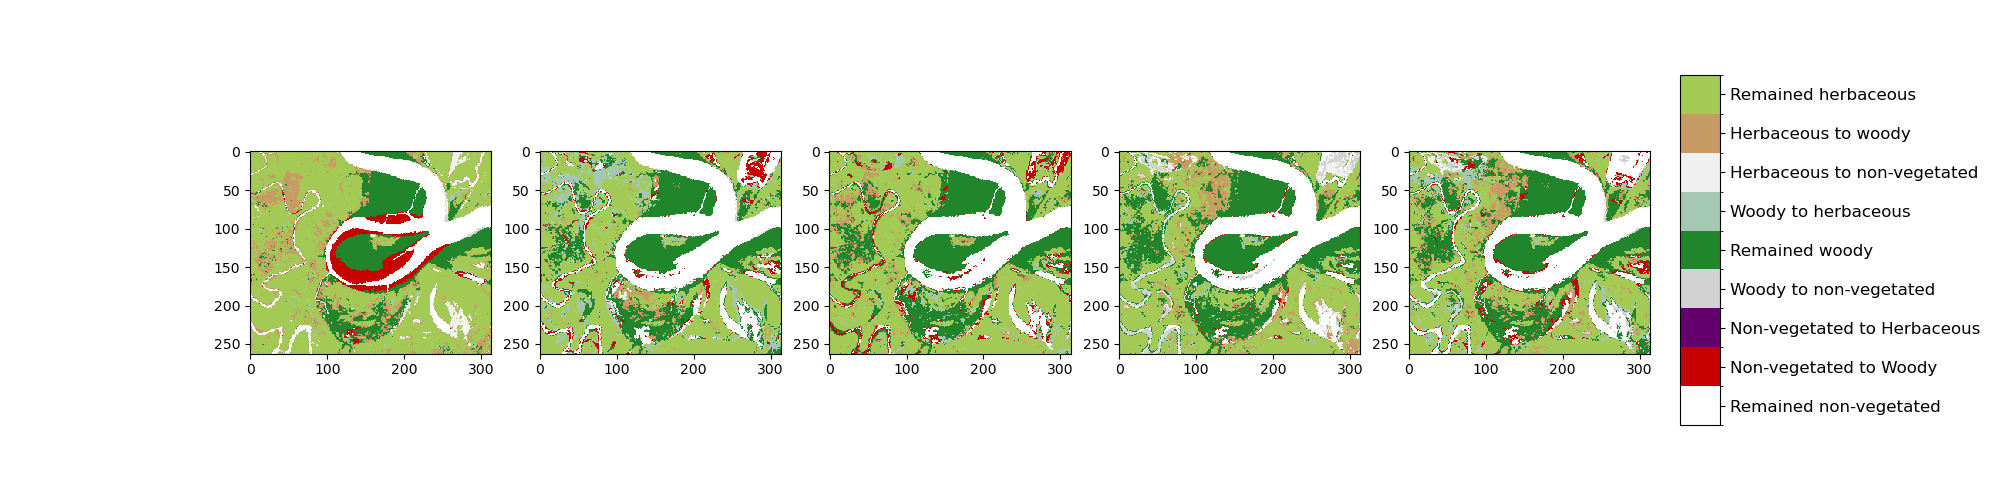 0
50
100
150
200
250
0 100 200 300
0
50
100
150
200
250
0 100 200 300
0
50
100
150
200
250
0 100 200 300
0
50
100
150
200
250
0 100 200 300
0
50
100
150
200
250
0 100 200 300
Remained herbaceous
Herbaceous to woody
Herbaceous to non-vegetated
Woody to herbaceous
Remained woody
Woody to non-vegetated
Non-vegetated to Herbaceous
Non-vegetated to Woody
Remained non-vegetated